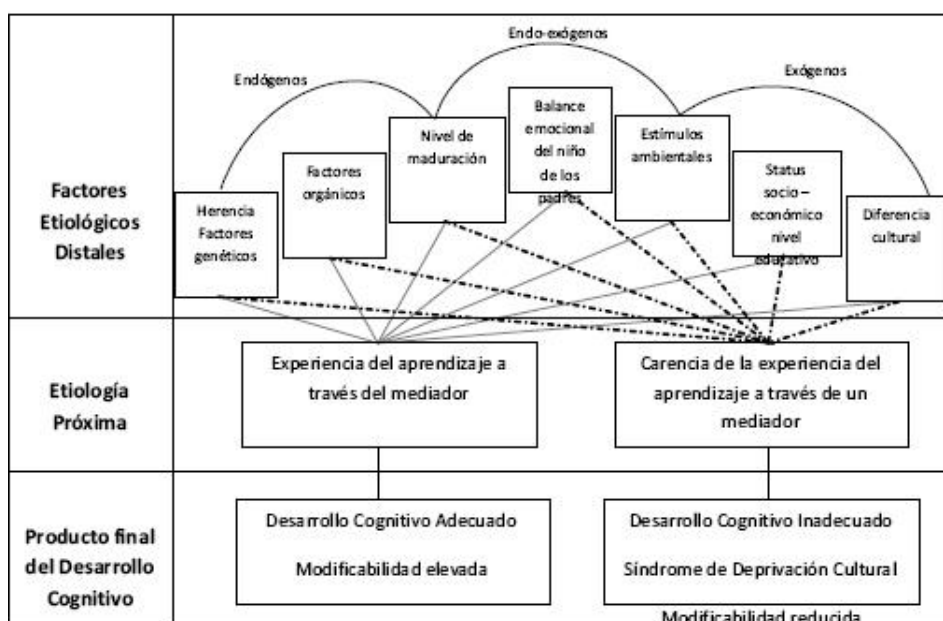 Endógenos
Endo-exógenos
Exógenos
Factores
Etiológicos
Distales
Herencia
Factores
genéticos
Factores
orgánicos
Nivel de
maduración
Balance
emocional
del niño
de los
padres
Estímulos
ambientales
Status
socio –
económico
nivel
educativo
Diferencia
cultural
Etiología
Próxima
Experiencia del aprendizaje a
través del mediador
Carencia de la experiencia del
aprendizaje a través de un
mediador
Producto final
del Desarrollo
Cognitivo
Desarrollo Cognitivo Adecuado
Modificabilidad elevada
Desarrollo Cognitivo Inadecuado
Síndrome de Deprivación Cultural
Modificabilidad reducida